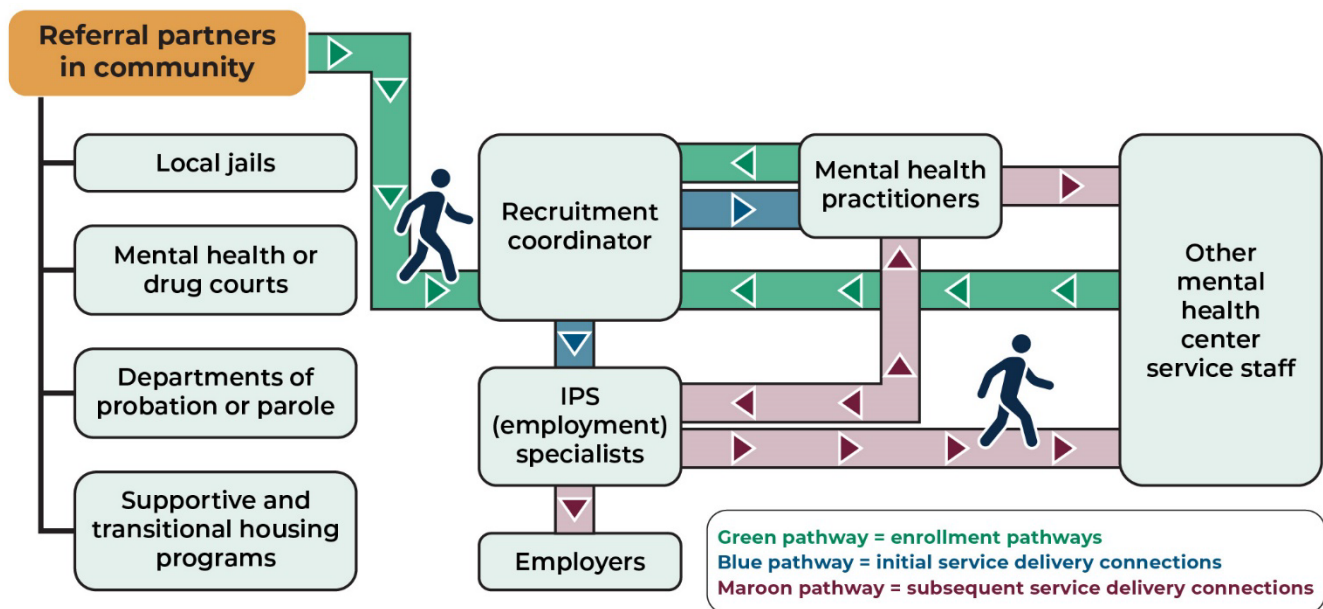 Referral partners
in community
Local jails
Mental health or
drug courts
Departments of
probation or parole
Supportive and
transitional housing
programs
Recruitment
coordinator
Mental health
practitioners
Other
mental
health
center
service staff
IPS
(employment)
specialists
Employers
Green pathway = enrollment pathways
Blue pathway = initial service delivery connections
Maroon pathway = subsequent service delivery connections